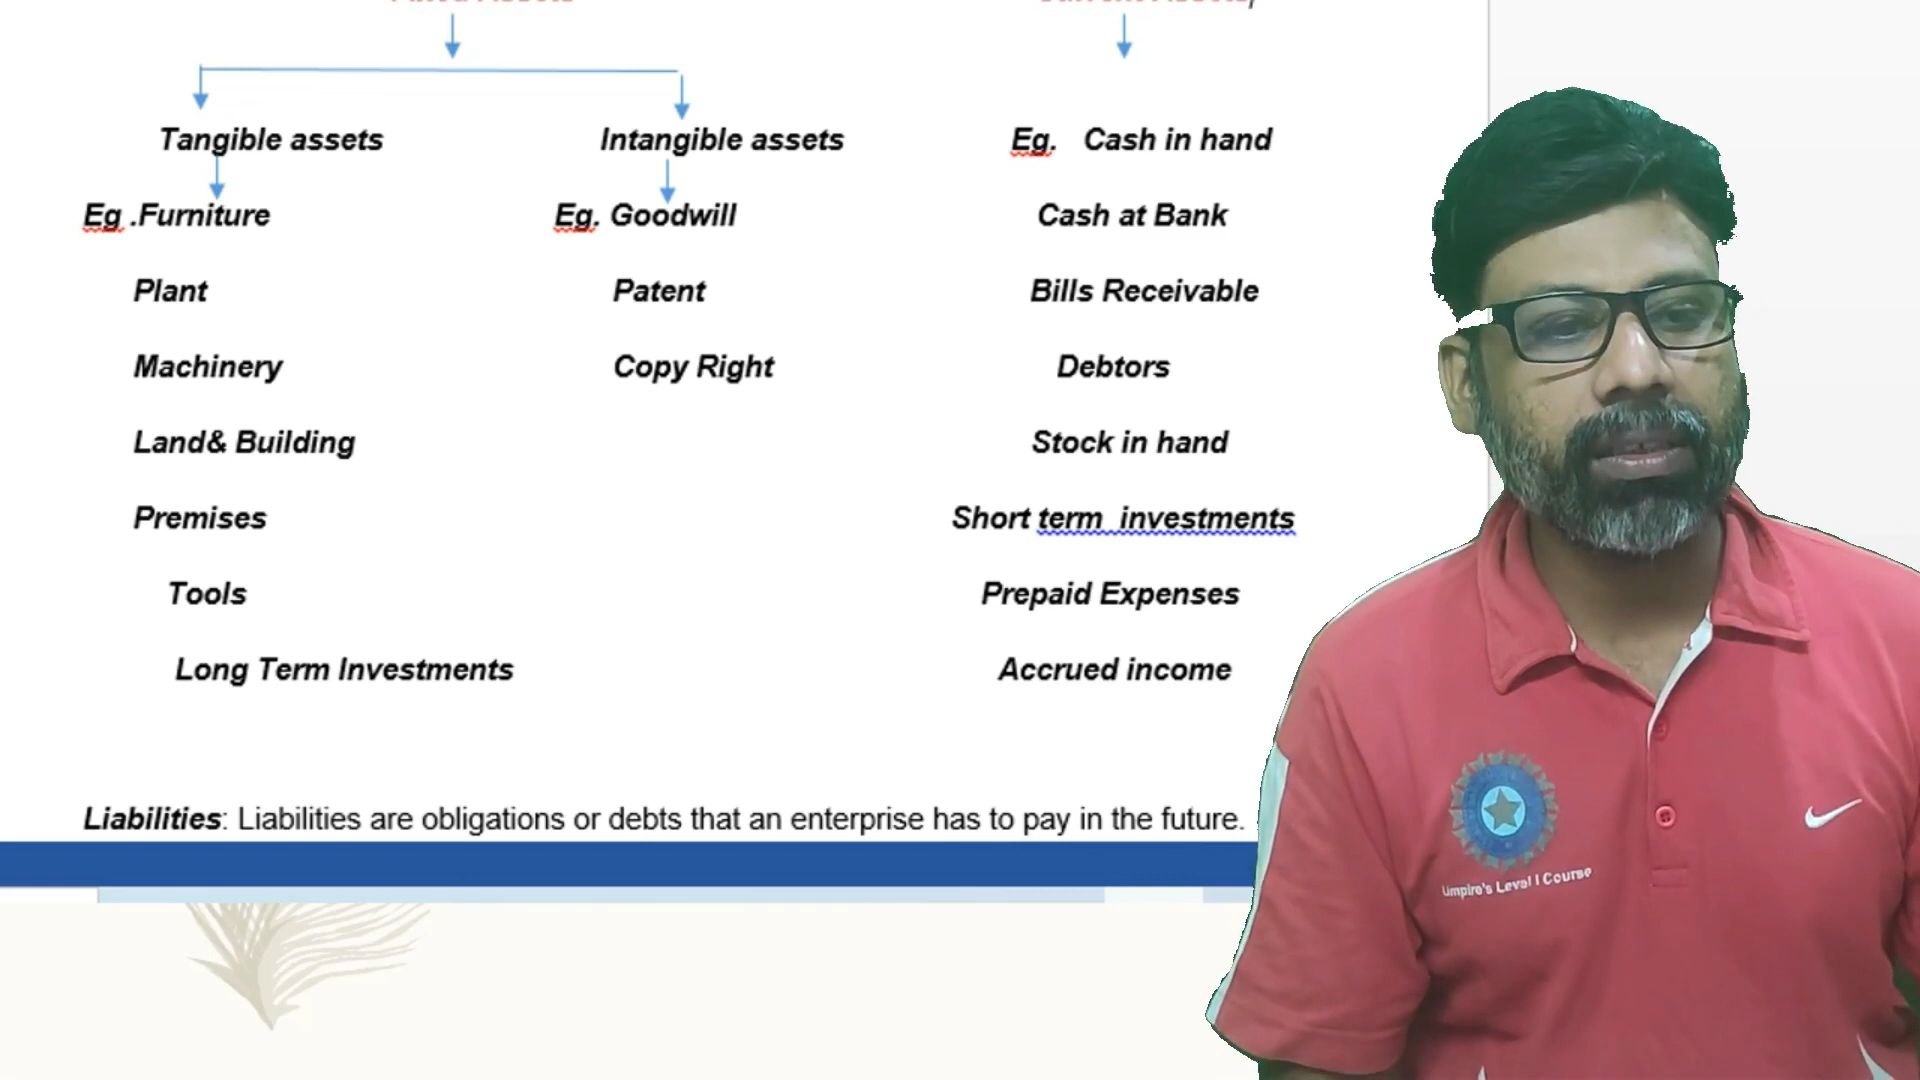 Tangible assets Intangible assets Eg. Cash in hand
Eg .Furniture Eg. Goodwill Cash at Bank
Plant Patent Bills Receivable
Machinery Copy Right Debtors
Land& Building Stock in hand
Premises Short term investments
Tools Prepaid Expenses
Long Term Investments Accrued income
Liabilities: Liabilities are obligations or debts that an enterprise has to pay in the future.
Umpire's Level I Course